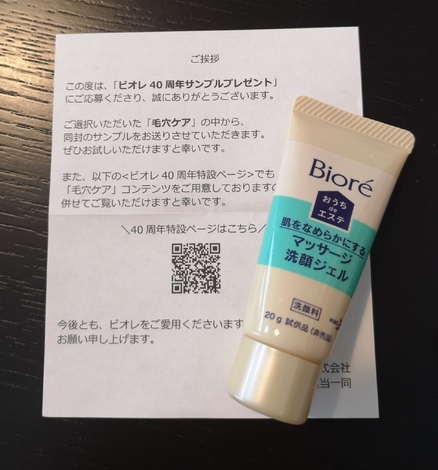 ご挨拶
この度は、「ビオレ 40 周年サンプルプレゼント」
にご応募くださり、誠にありがとうございます。
ご選択いただいた「毛穴ケア」の中から、
同封のサンプルをお送りさせていただきます。
ぜひお試しいただけますと幸いです。
また、以下の<ビオレ 40 周年特設ページ>でも
「毛穴ケア」コンテンツをご用意しておりますの
併せてご覧いただけますと幸いです。
\40 周年特設ページはこちら/
今後とも、ビオレをご愛用くださいます
お願い申し上げます。
式会社
当一同
Bioré
おうち
de
エステ
肌をなめらかにする
マッサージ
洗顔ジェル
洗顔料
20g 試供品(非売品)